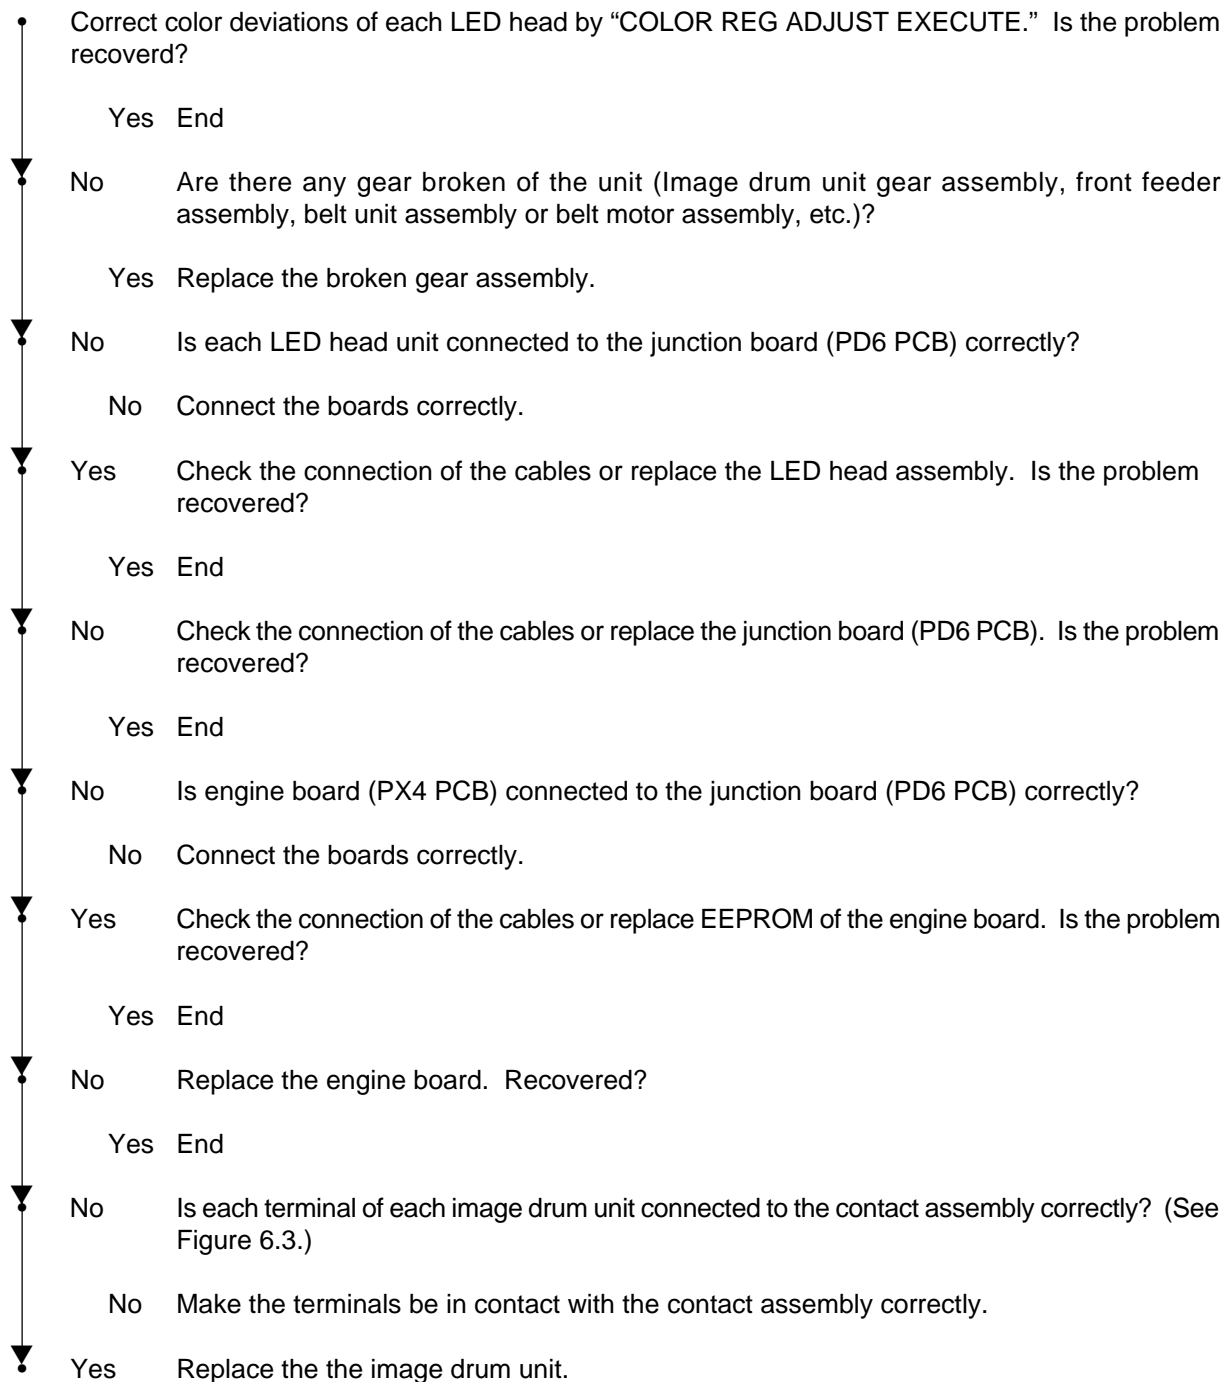 Correct color deviations of each LED head by “COLOR REG ADJUST EXECUTE.” Is the problem
recoverd?
Yes End
No Are there any gear broken of the unit (Image drum unit gear assembly, front feeder
assembly, belt unit assembly or belt motor assembly, etc.)?
Yes Replace the broken gear assembly.
No Is each LED head unit connected to the junction board (PD6 PCB) correctly?
No Connect the boards correctly.
Yes Check the connection of the cables or replace the LED head assembly. Is the problem
recovered?
Yes End
No Check the connection of the cables or replace the junction board (PD6 PCB). Is the problem
recovered?
Yes End
No Is engine board (PX4 PCB) connected to the junction board (PD6 PCB) correctly?
No Connect the boards correctly.
Yes Check the connection of the cables or replace EEPROM of the engine board. Is the problem
recovered?
Yes End
No Replace the engine board. Recovered?
Yes End
No Is each terminal of each image drum unit connected to the contact assembly correctly? (See
Figure 6.3.)
No Make the terminals be in contact with the contact assembly correctly.
Yes Replace the the image drum unit.